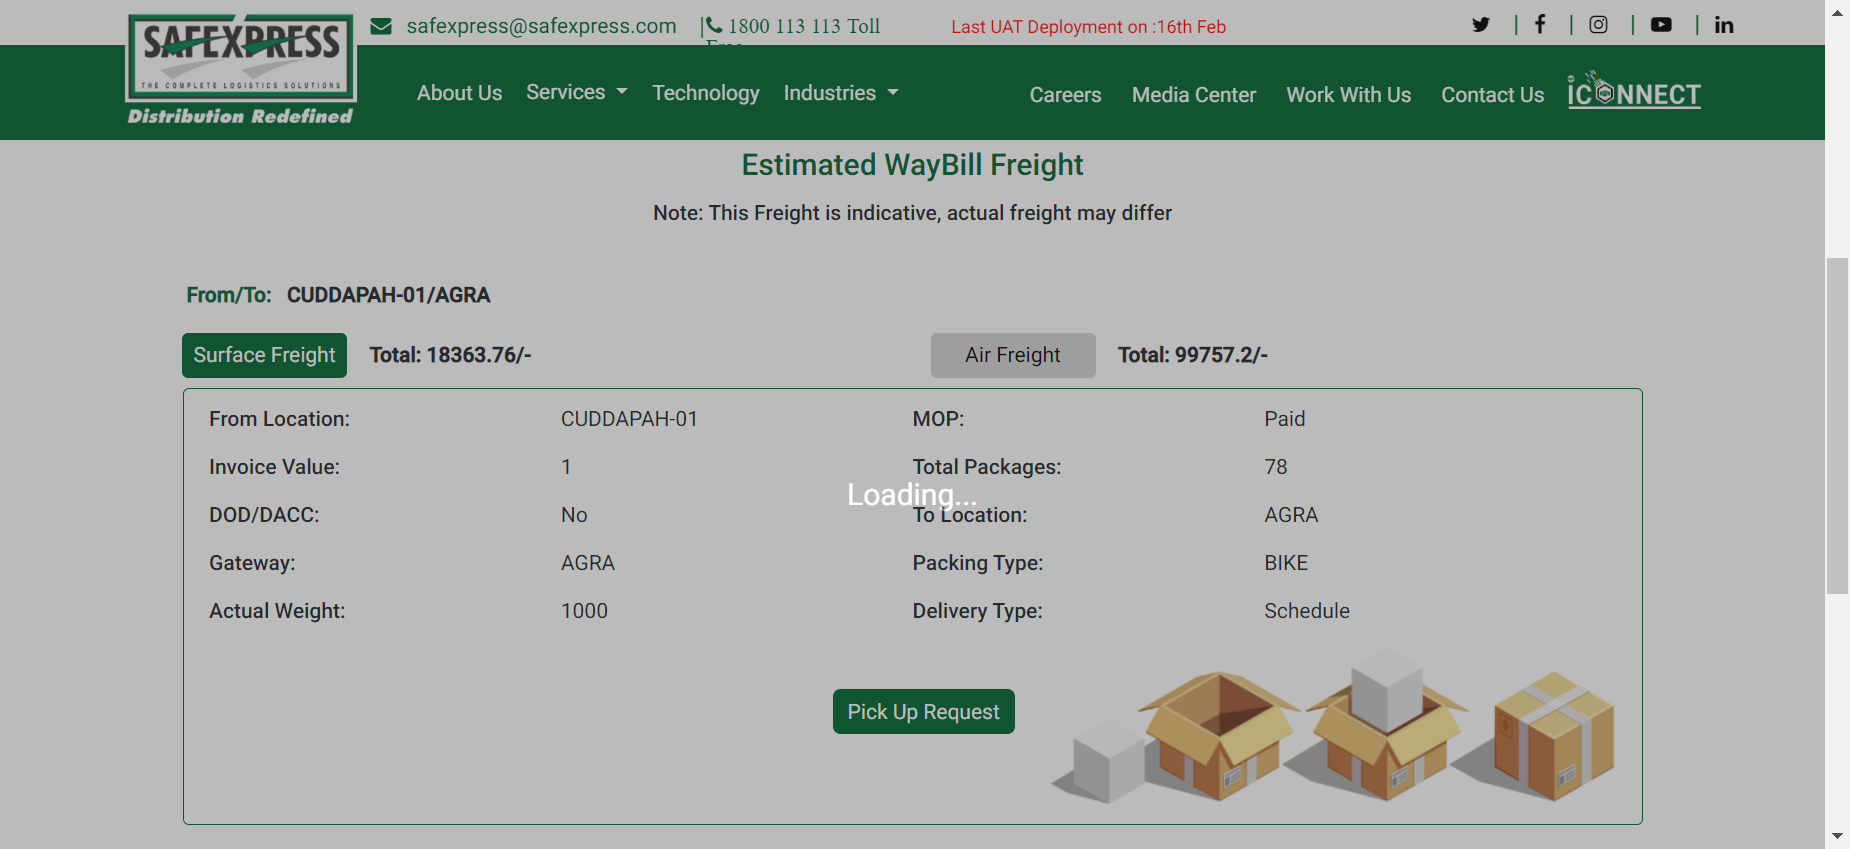 SAFEXPRESS
THE COMPLETE LOGISTICS SOLUTIONS
Distribution Redefined
safexpress@safexpress.com
| 1800 113 113 Toll
Free
Last UAT Deployment on :16th Feb
| | | |
About Us Services Technology Industries Careers Media Center Work With Us Contact Us iCONNECT
Estimated WayBill Freight
Note: This Freight is indicative, actual freight may differ
From/To: CUDDAPAH-01/AGRA
Surface Freight Total: 18363.76/- Air Freight Total: 99757.2/-
From Location: CUDDAPAH-01 MOP: Paid
Invoice Value: 1 Total Packages: 78
Loading...
DOD/DACC: No To Location: AGRA
Gateway: AGRA Packing Type: BIKE
Actual Weight: 1000 Delivery Type: Schedule
Pick Up Request